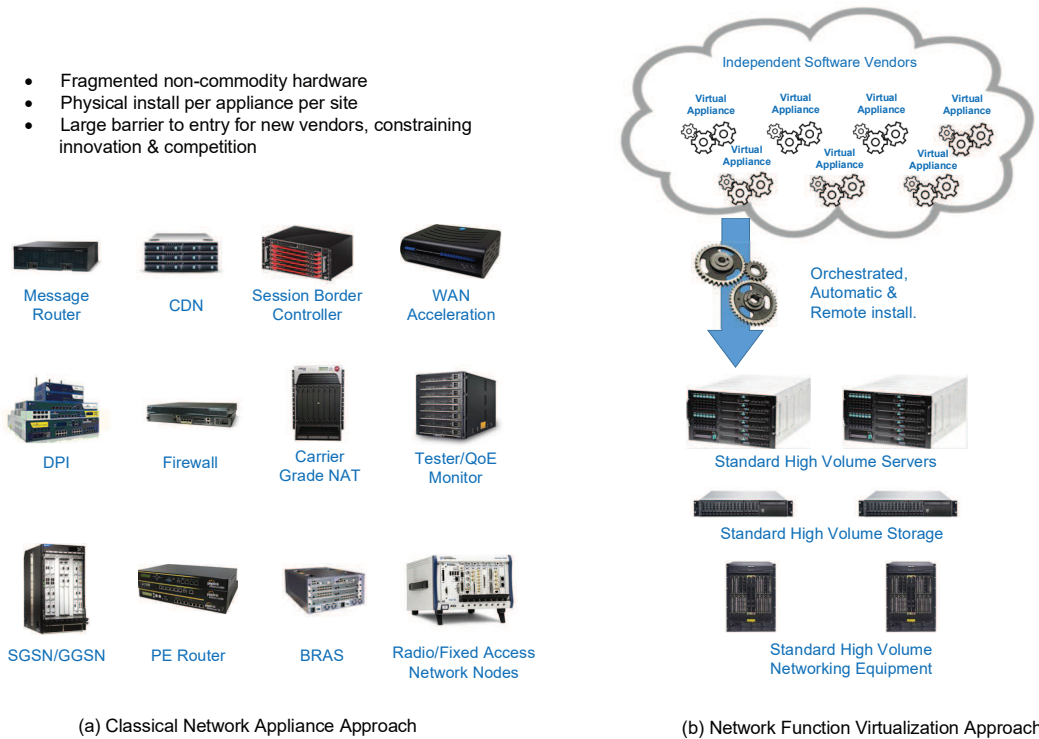 • Fragmented non-commodity hardware
• Physical install per appliance per site
• Large barrier to entry for new vendors, constraining
innovation & competition
Message
Router
CDN
Session Border
Controller
WAN
Acceleration
DPI
Firewall
Carrier
Grade NAT
Tester/QoE
Monitor
SGSN/GGSN
PE Router
BRAS
Radio/Fixed Access
Network Nodes
(a) Classical Network Appliance Approach
Independent Software Vendors
Virtual
Appliance
Virtual
Appliance
Virtual
Appliance
Virtual
Appliance
Virtual
Appliance
Virtual
Appliance
Virtual
Appliance
Orchestrated,
Automatic &
Remote install.
Standard High Volume Servers
Standard High Volume Storage
Standard High Volume
Networking Equipment
(b) Network Function Virtualization Approach